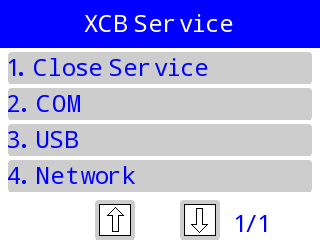 XCB Service
1. Close Service
2. COM
3. USB
4. Network
1/1